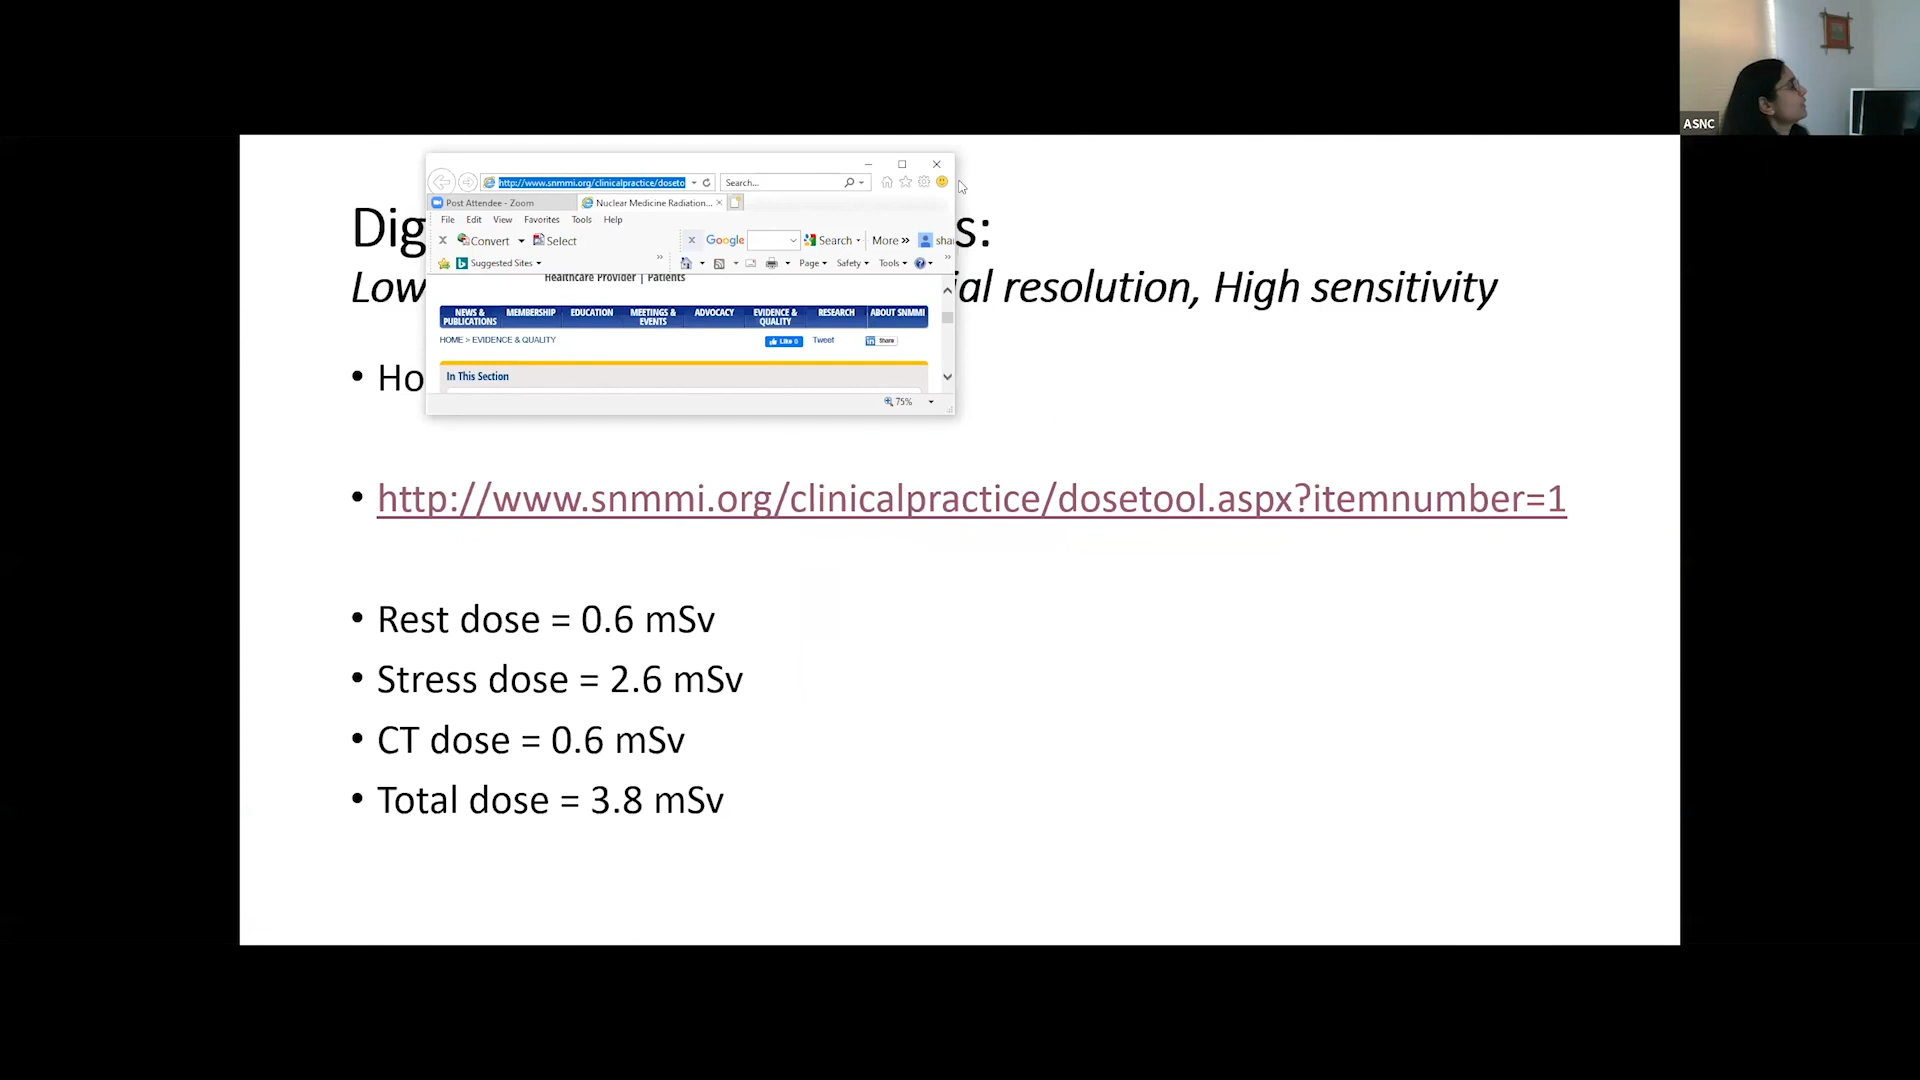 ASNC
http://www.snmmi.org/clinicalpractice/doseto
Search...
Post Attendee - Zoom
Nuclear Medicine Radiation...
File Edit View Favorites Tools Help
Dig s:
Convert Select Google Search More »
Suggested Sites Page Safety Tools
Healthcare Provider | Patients
Low ial resolution, High sensitivity
NEWS & PUBLICATIONS MEMBERSHIP EDUCATION MEETINGS & EVENTS ADVOCACY EVIDENCE & QUALITY RESEARCH ABOUT SNMMI
HOME > EVIDENCE & QUALITY Like 0 Tweet Share
In This Section
• Ho
75%
• http://www.snmmi.org/clinicalpractice/dosetool.aspx?itemnumber=1
• Rest dose = 0.6 mSv
• Stress dose = 2.6 mSv
• CT dose = 0.6 mSv
• Total dose = 3.8 mSv